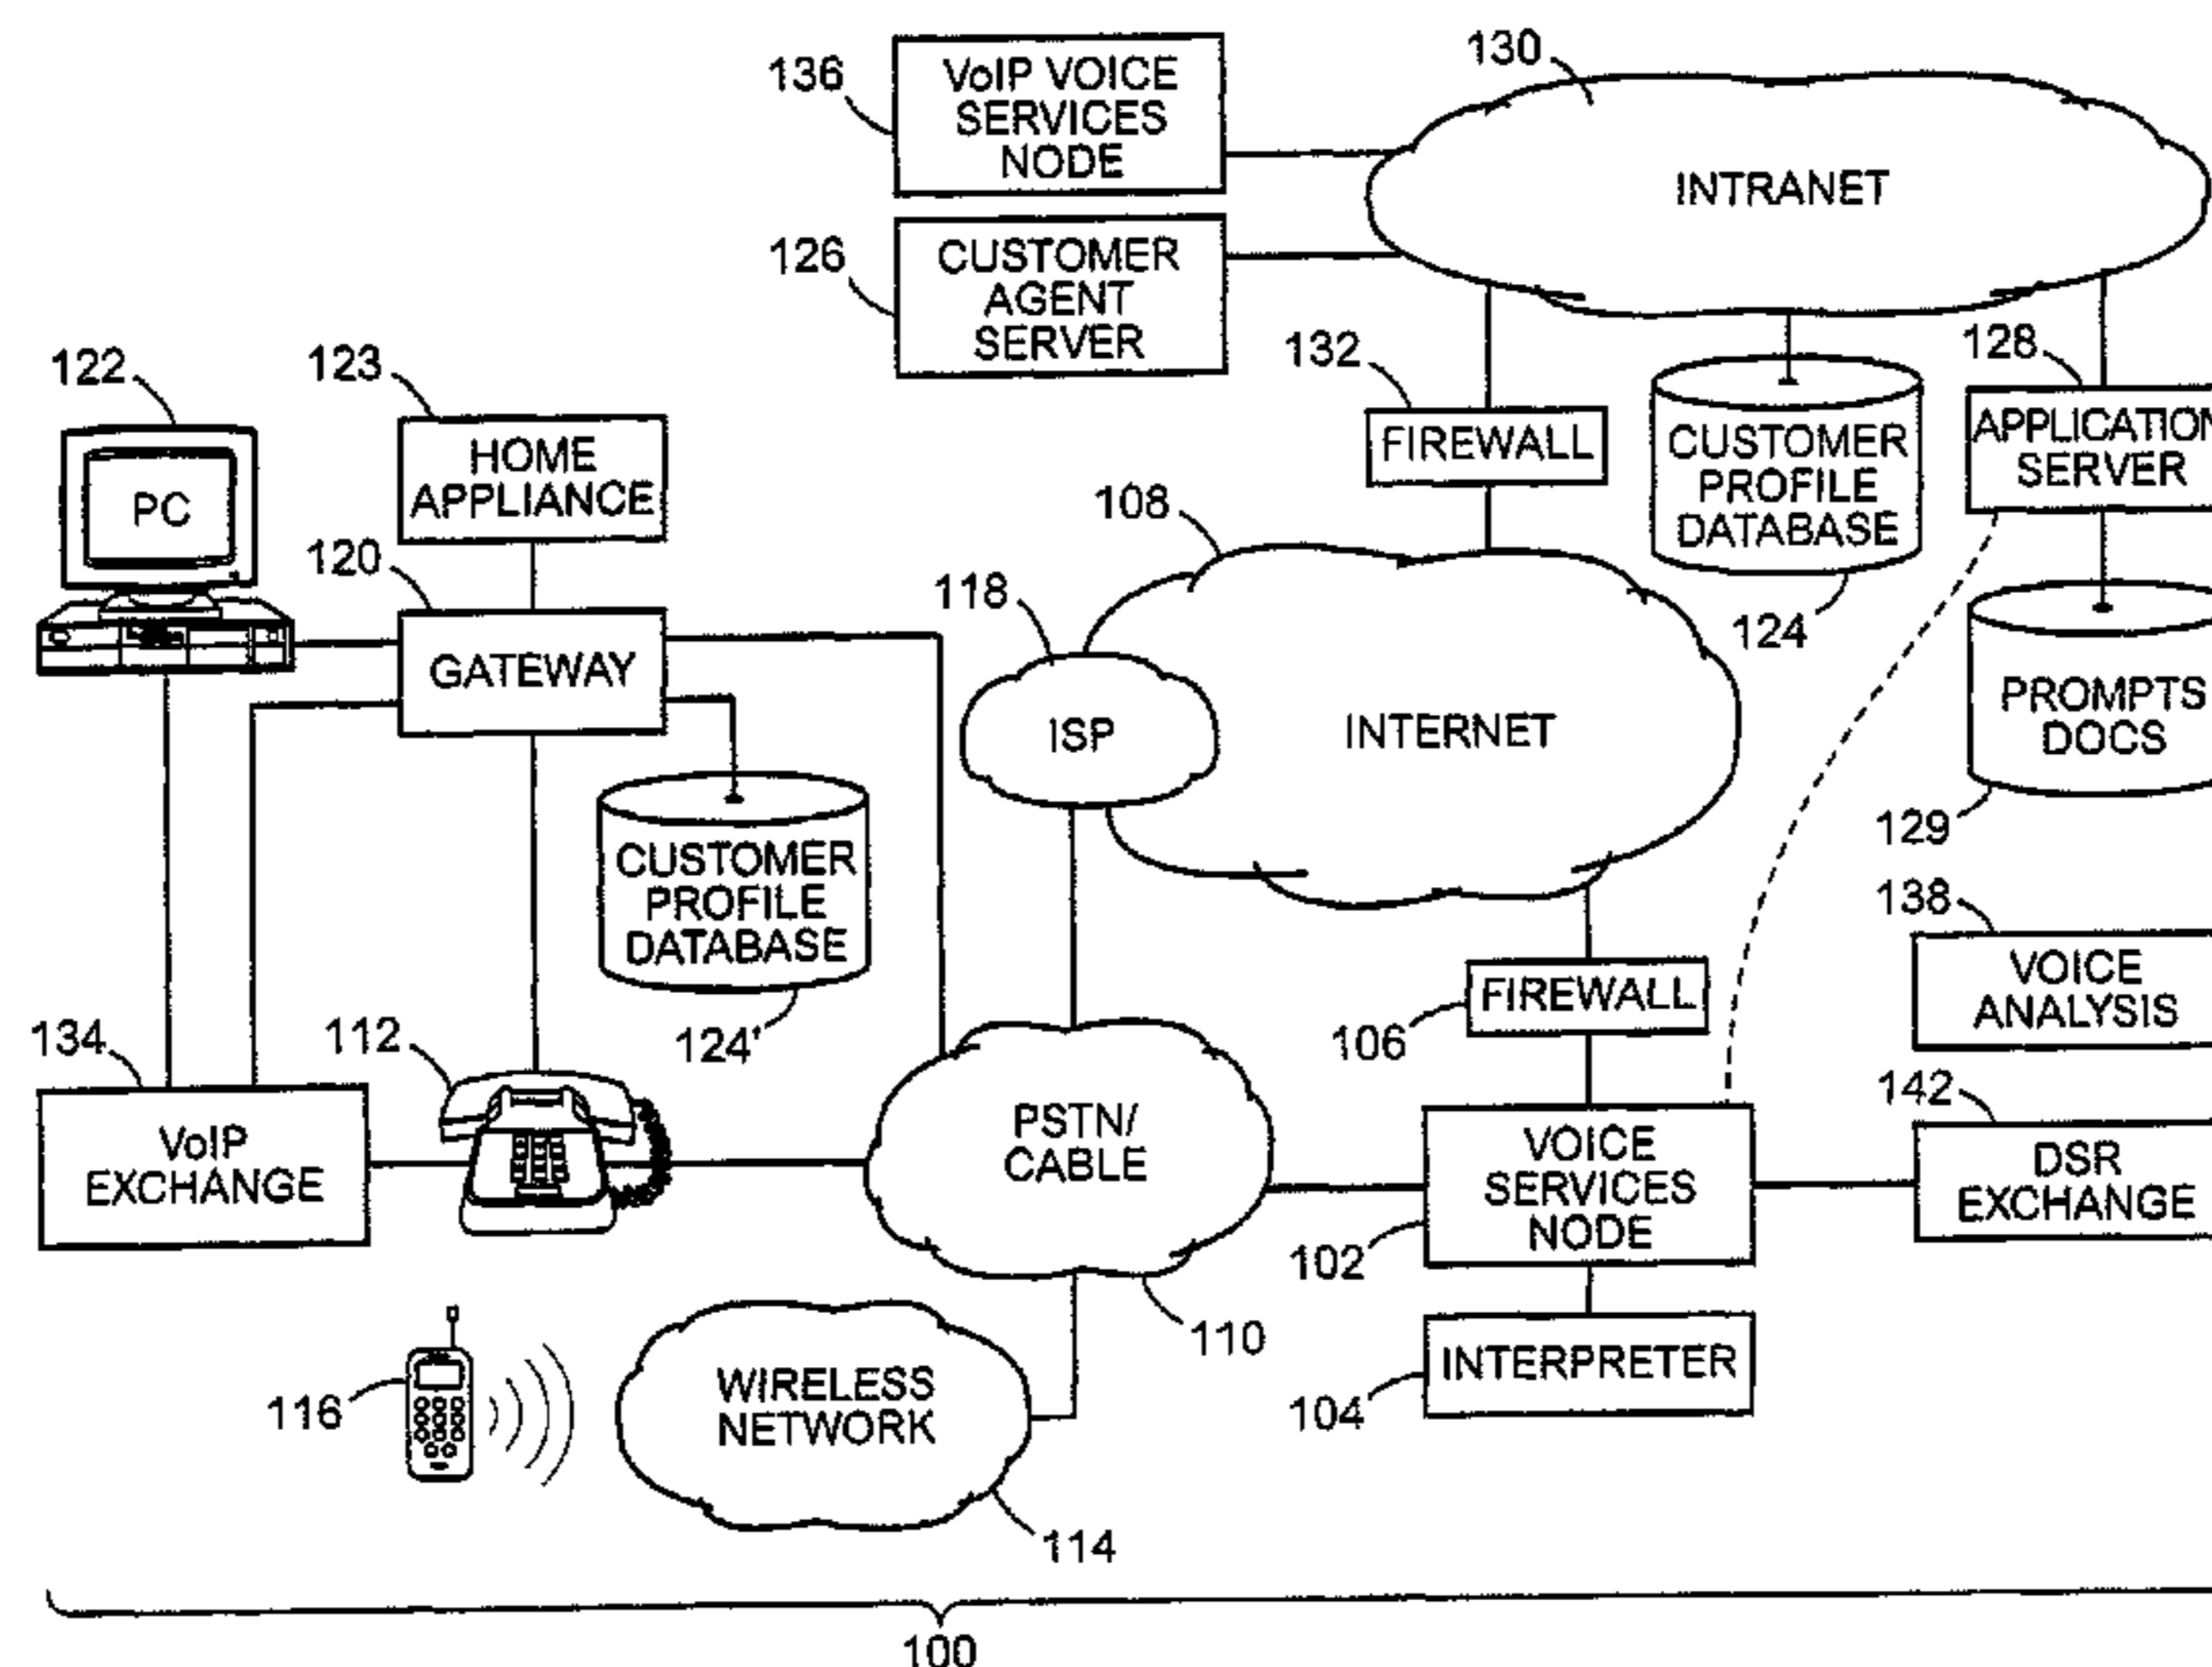 136
VoIP VOICE
SERVICES
NODE
130
INTRANET
126
CUSTOMER
AGENT
SERVER
122
PC
123
HOME
APPLIANCE
132
FIREWALL
CUSTOMER
PROFILE
DATABASE
124
128
APPLICATION
SERVER
120
GATEWAY
108
118
ISP
INTERNET
PROMPTS
DOCS
129
CUSTOMER
PROFILE
DATABASE
124'
138
VOICE
ANALYSIS
106
FIREWALL
134
VoIP
EXCHANGE
112
PSTN/
CABLE
110
VOICE
SERVICES
NODE
102
142
DSR
EXCHANGE
INTERPRETER
104
116
WIRELESS
NETWORK
114
100